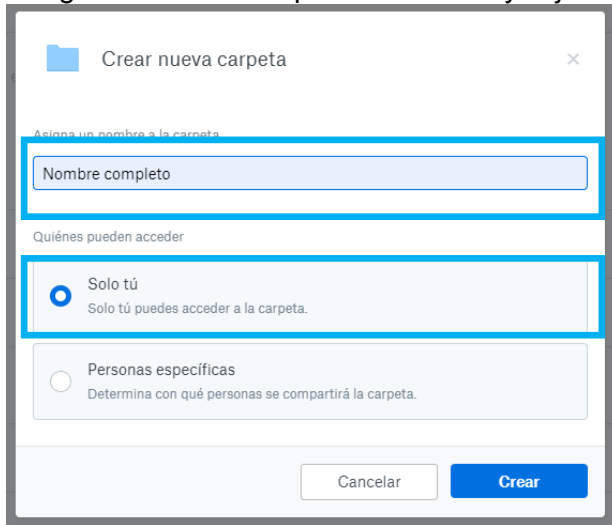 Crear nueva carpeta
Asigna un nombre a la carpeta
Nombre completo
Quiénes pueden acceder
Solo tú
Solo tú puedes acceder a la carpeta.
Personas específicas
Determina con qué personas se compartirá la carpeta.
Cancelar Crear